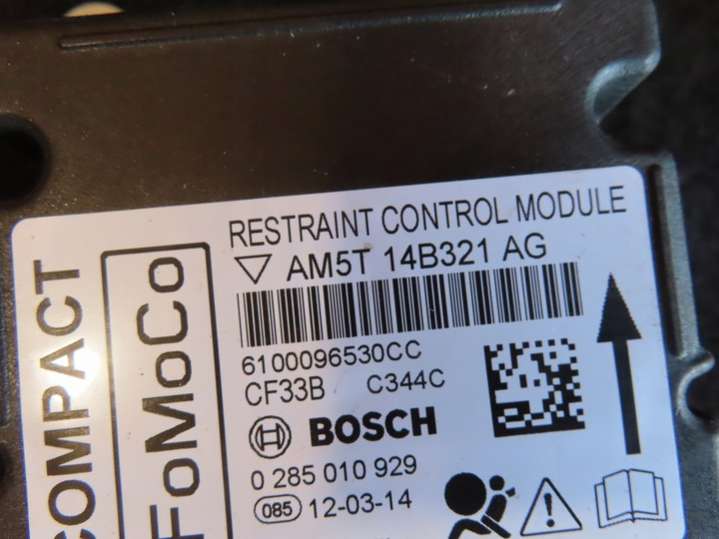 RESTRAINT CONTROL MODULE
AM5T 14B321 AG
6100096530CC
CF33B C344C
BOSCH
0 285 010 929
085 12-03-14
COMPACT
FoMoCo